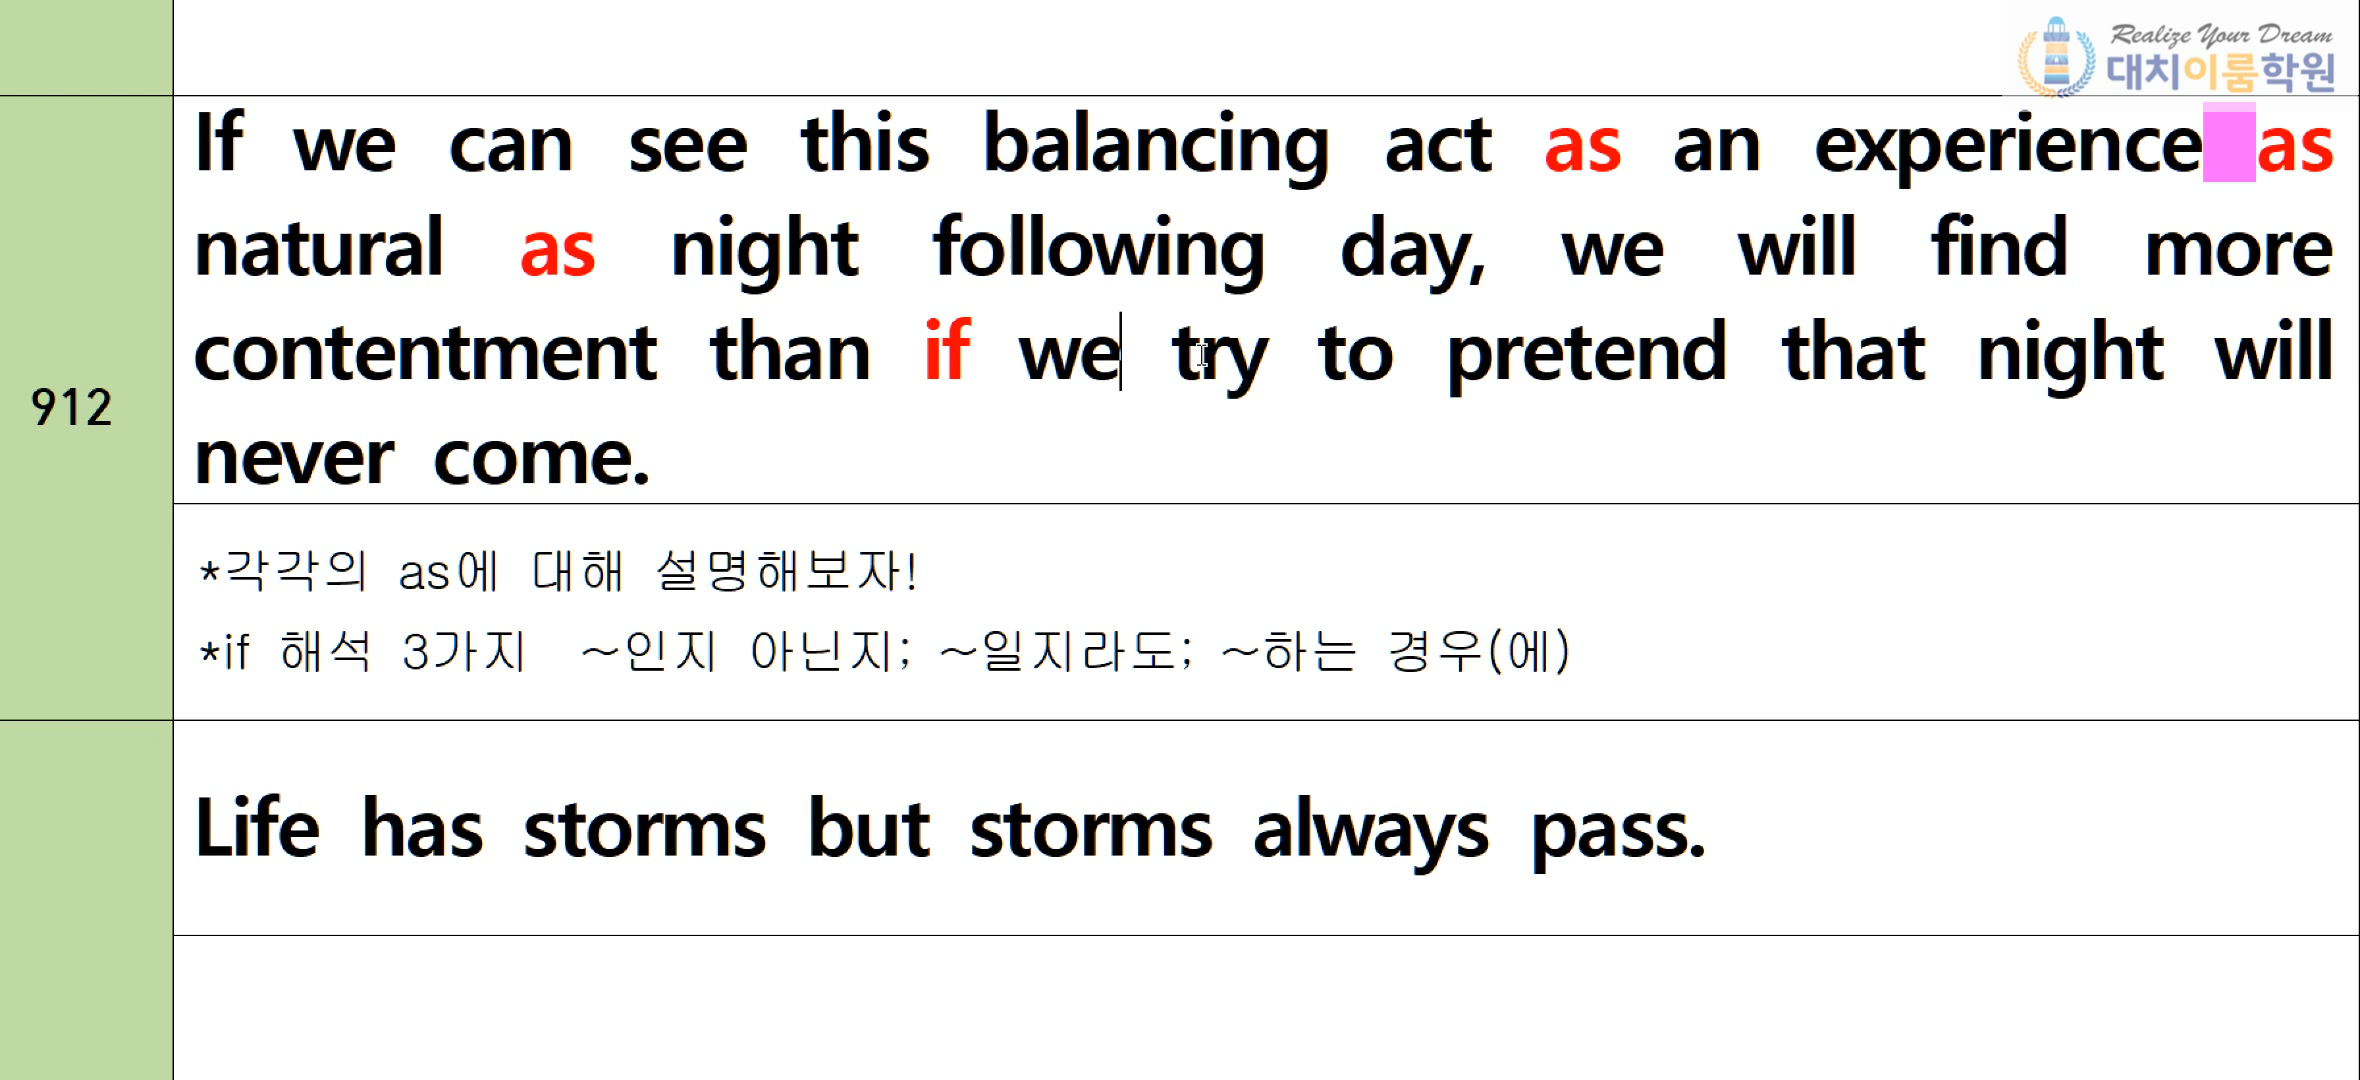 Realize Your Dream
대치이룸학원
If we can see this balancing act as an experience as
natural as night following day, we will find more
contentment than if we try to pretend that night will
never come.
912
*각각의 as에 대해 설명해보자!
*if 해석 3가지 ~인지 아닌지; ~일지라도; ~하는 경우(에)
Life has storms but storms always pass.